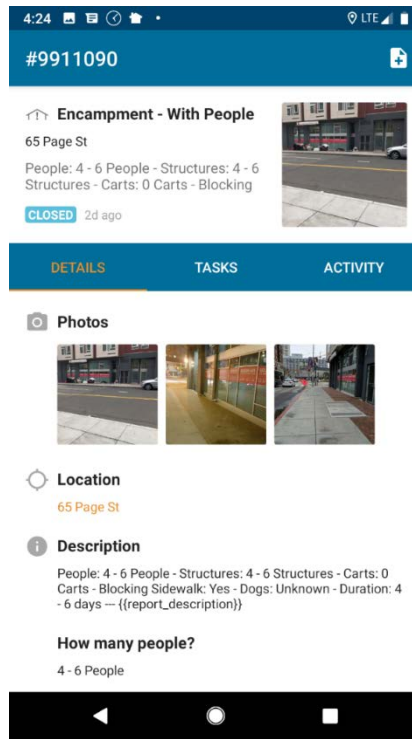 4:24 LTE
#9911090
Encampment - With People
65 Page St
People: 4 - 6 People - Structures: 4 - 6
Structures - Carts: 0 Carts - Blocking
CLOSED 2d ago
DETAILS TASKS ACTIVITY
Photos
Location
65 Page St
Description
People: 4 - 6 People - Structures: 4 - 6 Structures - Carts: 0
Carts - Blocking Sidewalk: Yes - Dogs: Unknown - Duration: 4
- 6 days --- {{report_description}}
How many people?
4 - 6 People